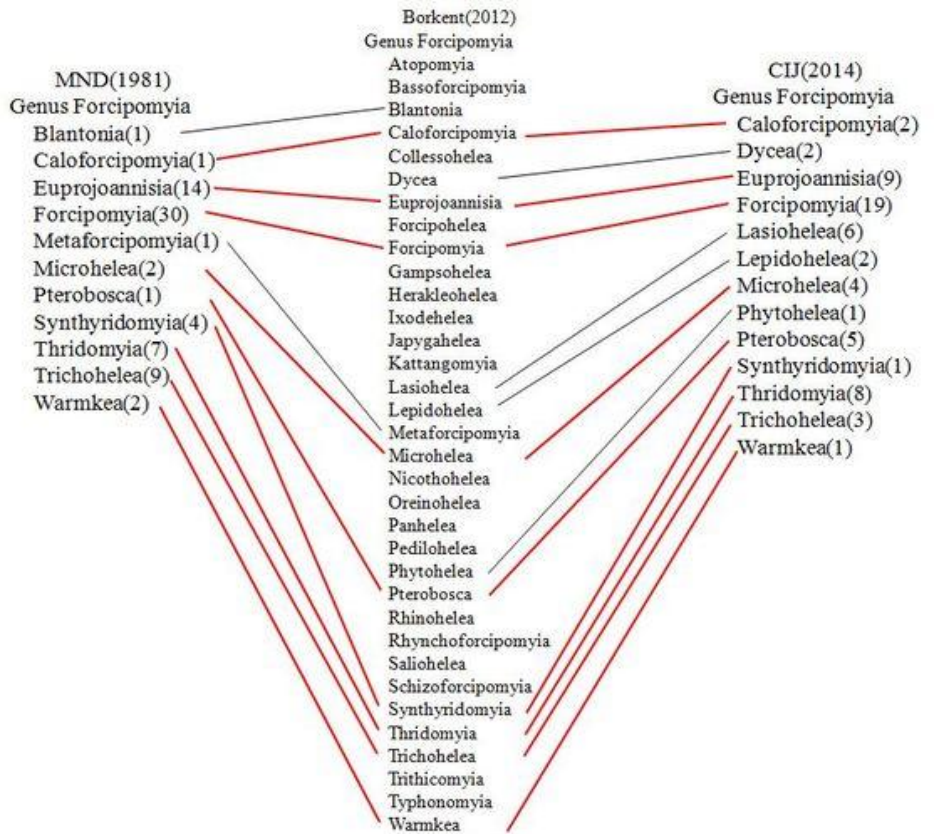 MND(1981)
Genus Forcipomyia
Blantonia(1)
Caloforcipomyia(1)
Euprojoannisia(14)
Forcipomyia(30)
Metaforcipomyia(1)
Microhelea(2)
Pterobosca(1)
Synthyridomyia(4)
Thridomyia(7)
Trichohelea(9)
Warmkea(2)
Borkent(2012)
Genus Forcipomyia
Atopomyia
Bassoforcipomyia
Blantonia
Caloforcipomyia
Collessohelea
Dycea
Euprojoannisia
Forcipohelea
Forcipomyia
Gampsohelea
Herakleohelea
Ixodehelea
Japygahelea
Kattangomyia
Lasiohelea
Lepidohelea
Metaforcipomyia
Microhelea
Nicothohelea
Oreinohelea
Panhelea
Pedilohelea
Phytohelea
Pterobosca
Rhinohelea
Rhynchoforcipomyia
Saliohelea
Schizoforcipomyia
Synthyridomyia
Thridomyia
Trichohelea
Trithicomyia
Typhonomyia
Warmkea
CIJ(2014)
Genus Forcipomyia
Caloforcipomyia(2)
Dycea(2)
Euprojoannisia(9)
Forcipomyia(19)
Lasiohelea(6)
Lepidohelea(2)
Microhelea(4)
Phytohelea(1)
Pterobosca(5)
Synthyridomyia(1)
Thridomyia(8)
Trichohelea(3)
Warmkea(1)